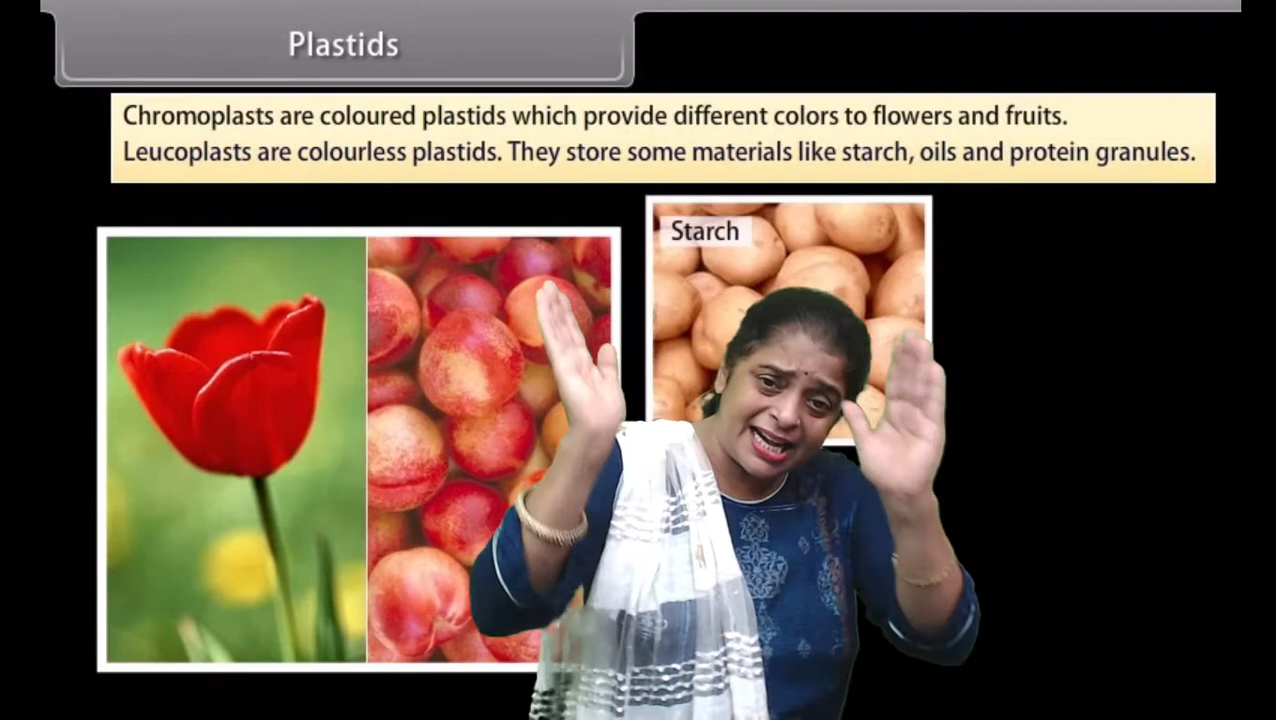 Plastids
Chromoplasts are coloured plastids which provide different colors to flowers and fruits.
Leucoplasts are colourless plastids. They store some materials like starch, oils and protein granules.
Starch